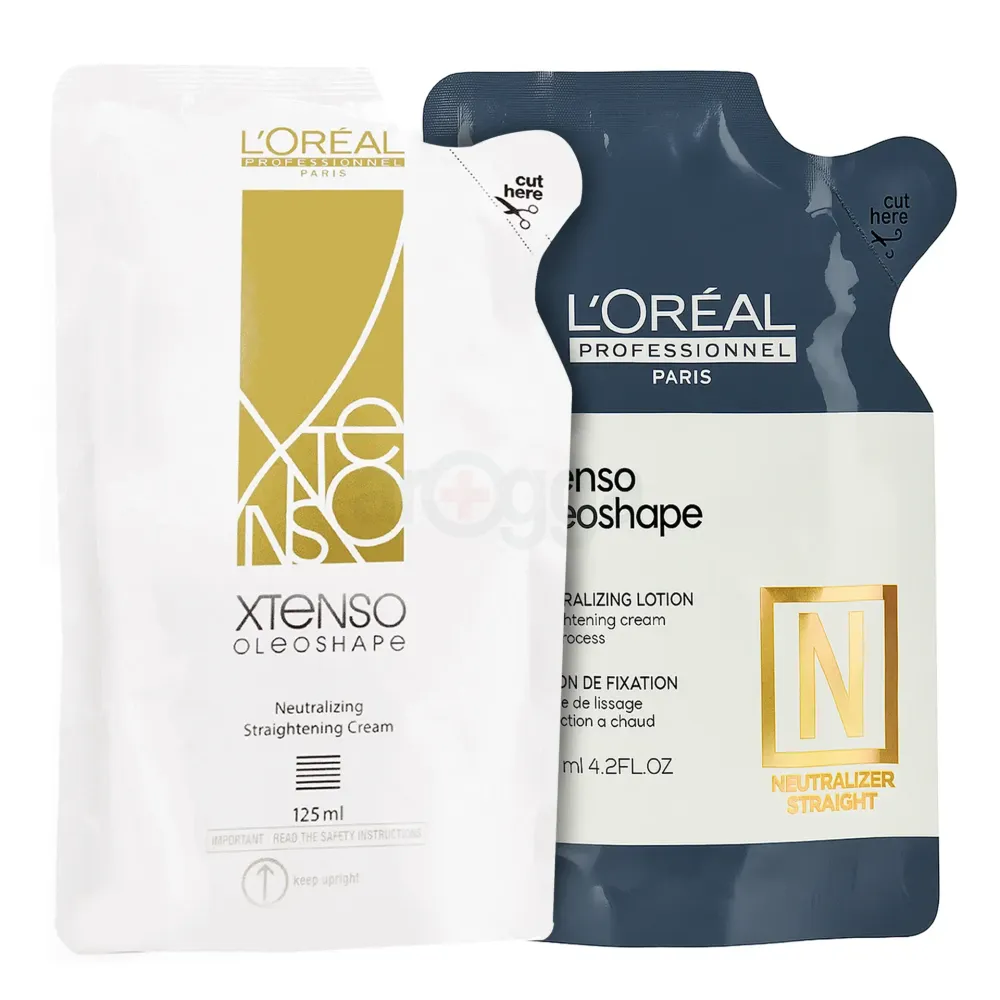 L'ORÉAL
PROFESSIONNEL
PARIS
cut
here
XTeNSO
XTeNSO
OLeOSHAPe
Neutralizing
Straightening Cream
125 ml
IMPORTANT : READ THE SAFETY INSTRUCTIONS
keep upright
cut
here
L'ORÉAL
PROFESSIONNEL
PARIS
enso
eoshape
RALIZING LOTION
htening cream
rocess
ON DE FIXATION
e de lissage
ction a chaud
ml 4.2FL.OZ
N
NEUTRALIZER
STRAIGHT